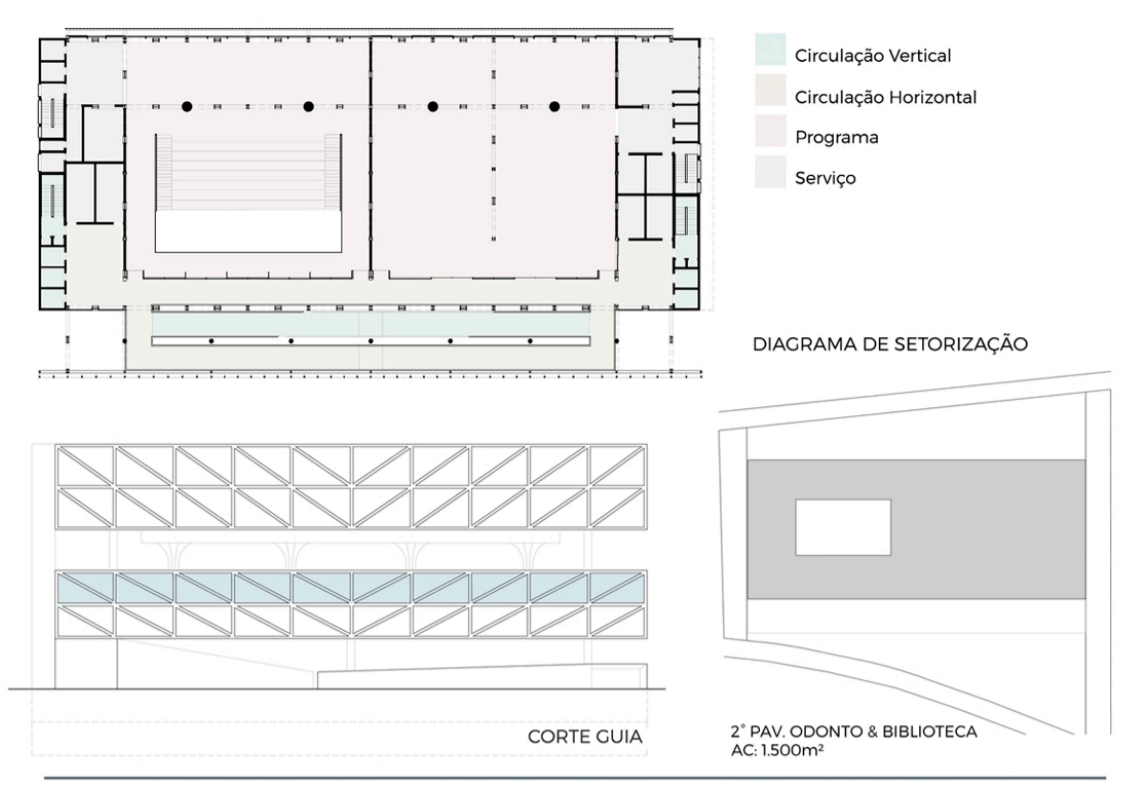 Circulação Vertical
Circulação Horizontal
Programa
Serviço
DIAGRAMA DE SETORIZAÇÃO
CORTE GUIA
2° PAV. ODONTO & BIBLIOTECA
AC: 1.500m²